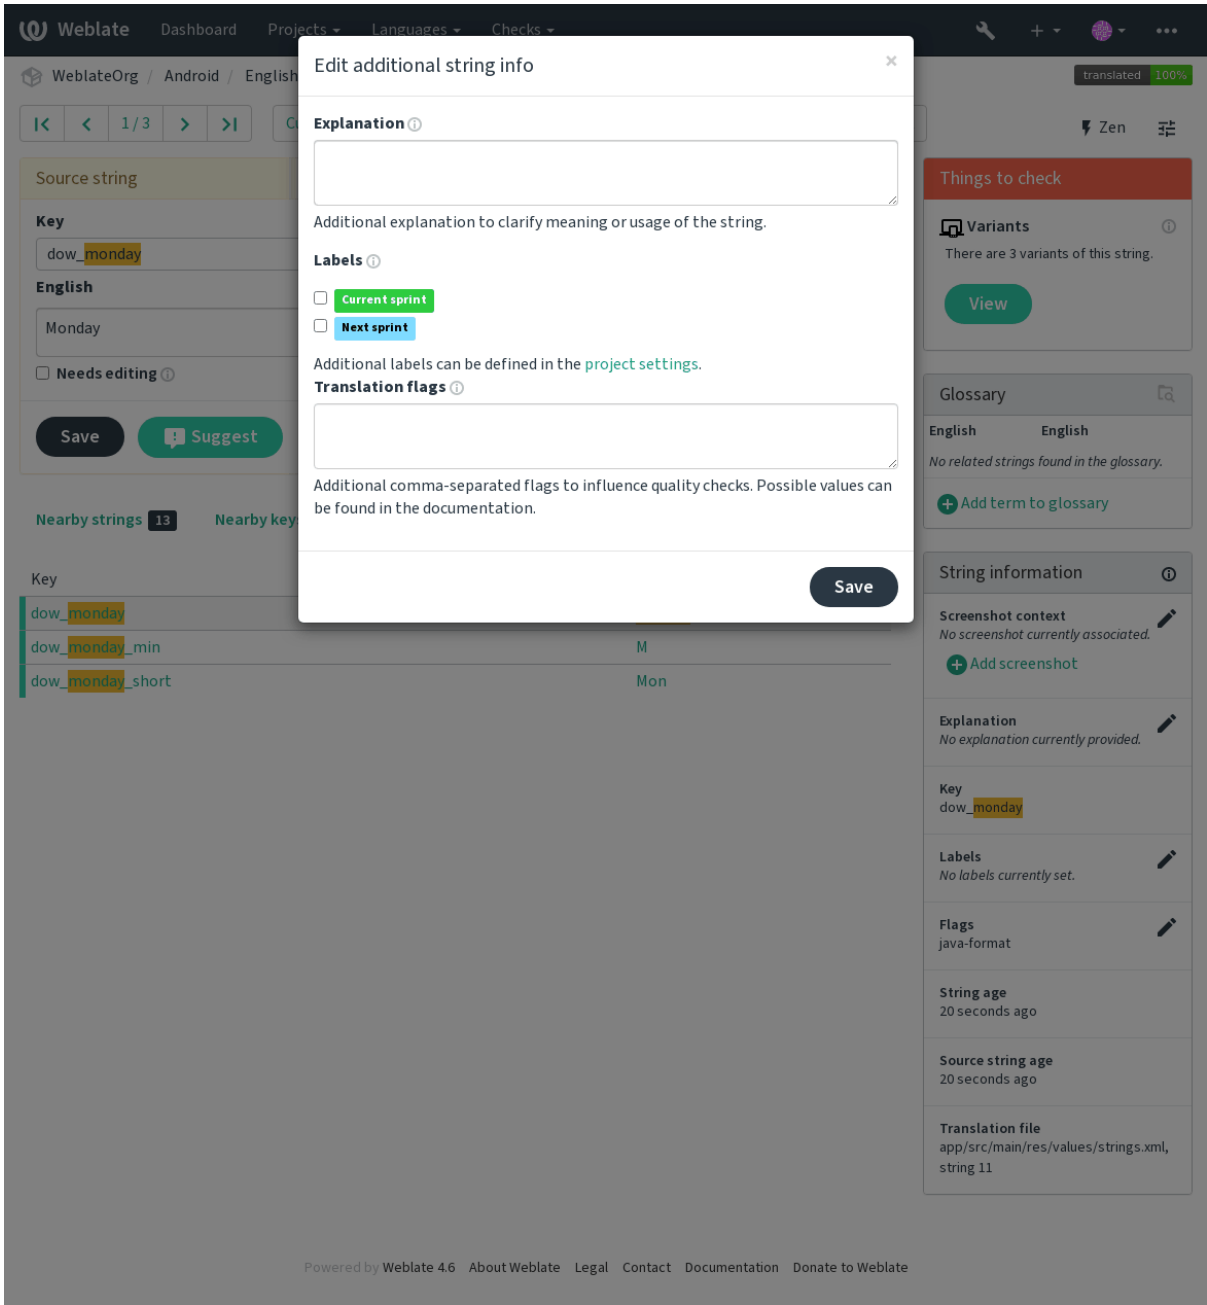 Weblate Dashboard Projects Languages Checks
WeblateOrg / Android / English
translated 100%
1 / 3
Zen
Edit additional string info
×
Explanation
Additional explanation to clarify meaning or usage of the string.
Labels
Current sprint
Next sprint
Additional labels can be defined in the project settings.
Translation flags
Additional comma-separated flags to influence quality checks. Possible values can
be found in the documentation.
Save
Source string
Key
dow_monday
English
Monday
Needs editing
Save Suggest
Nearby strings 13 Nearby keys
Key
dow_monday
dow_monday_min M
dow_monday_short Mon
Things to check
Variants
There are 3 variants of this string.
View
Glossary
English English
No related strings found in the glossary.
Add term to glossary
String information
Screenshot context
No screenshot currently associated.
Add screenshot
Explanation
No explanation currently provided.
Key
dow_monday
Labels
No labels currently set.
Flags
java-format
String age
20 seconds ago
Source string age
20 seconds ago
Translation file
app/src/main/res/values/strings.xml,
string 11
Powered by Weblate 4.6 About Weblate Legal Contact Documentation Donate to Weblate